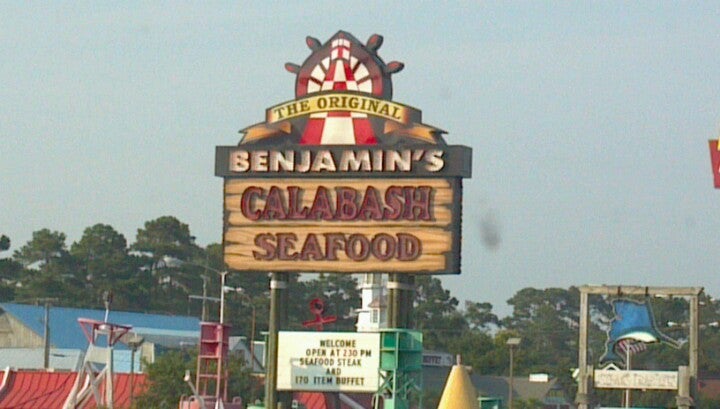 THE ORIGINAL
BENJAMIN'S
CALABASH
SEAFOOD
WELCOME
OPEN AT 230 PM
SEAFOOD STEAK
AND
170 ITEM BUFFET